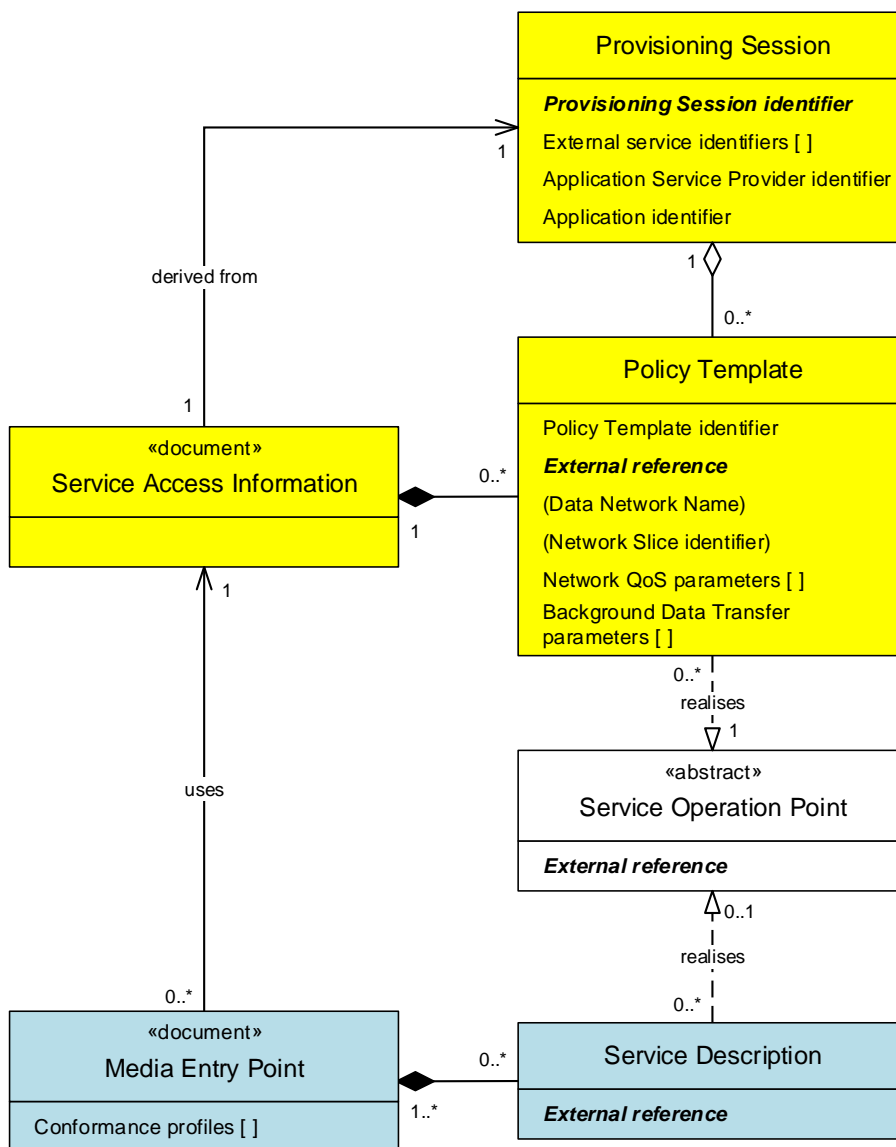 Provisioning Session
Provisioning Session identifier
External service identifiers [ ]
Application Service Provider identifier
Application identifier
1
derived from
1
0..*
1
Policy Template
Policy Template identifier
External reference
(Data Network Name)
(Network Slice identifier)
Network QoS parameters [ ]
Background Data Transfer
parameters [ ]
«document»
Service Access Information
0..*
1
1
0..*
realises
1
«abstract»
Service Operation Point
External reference
uses
0..1
realises
0..*
0..*
«document»
Media Entry Point
Conformance profiles [ ]
0..*
1..*
Service Description
External reference